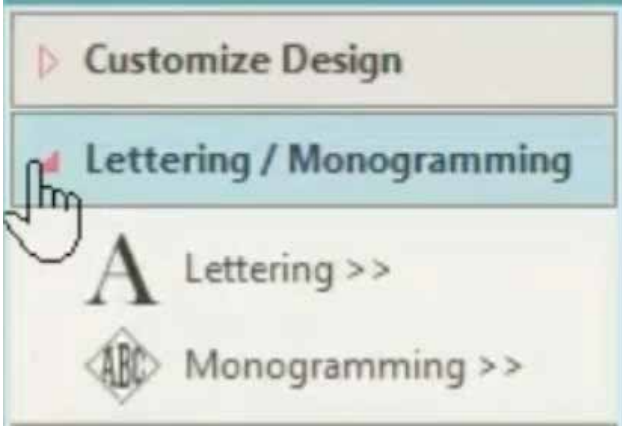 Customize Design
Lettering / Monogramming
A Lettering >>
ABC Monogramming >>